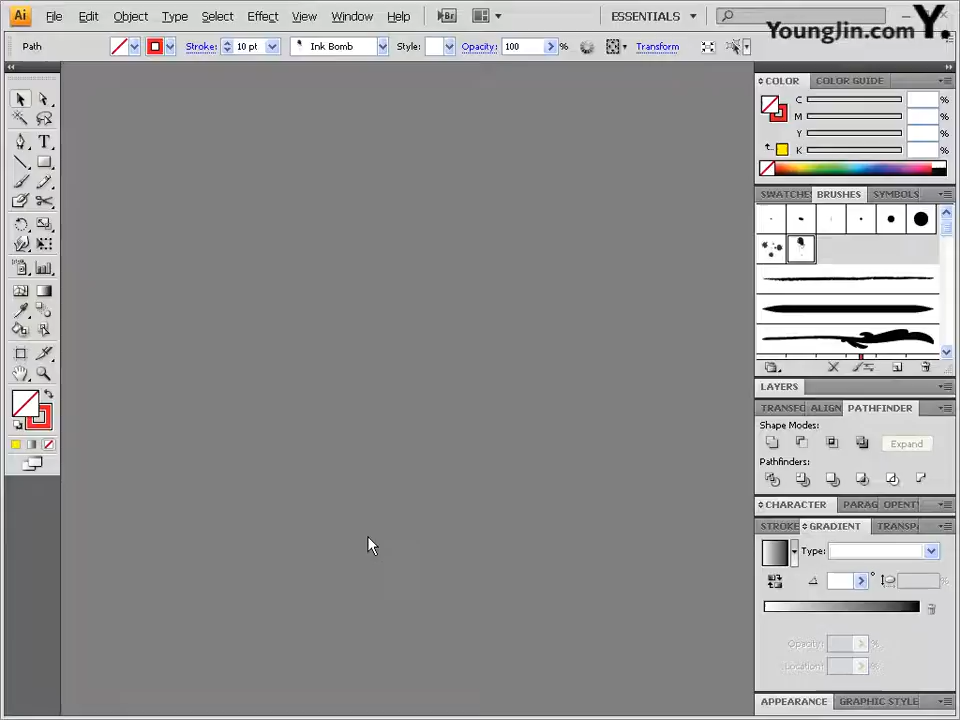 Ai File Edit Object Type Select Effect View Window Help Br ESSENTIALS
YoungJin.com Y.
Path Stroke: 10 pt Ink Bomb Style: Opacity: 100 % Transform
COLOR COLOR GUIDE
C %
M %
Y %
K %
SWATCHE BRUSHES SYMBOLS
LAYERS
TRANSFO ALIGN PATHFINDER
Shape Modes:
Expand
Pathfinders:
CHARACTER PARAG OPENT
STROKE GRADIENT TRANSP
Type:
°
%
Opacity: %
Location: %
APPEARANCE GRAPHIC STYLE